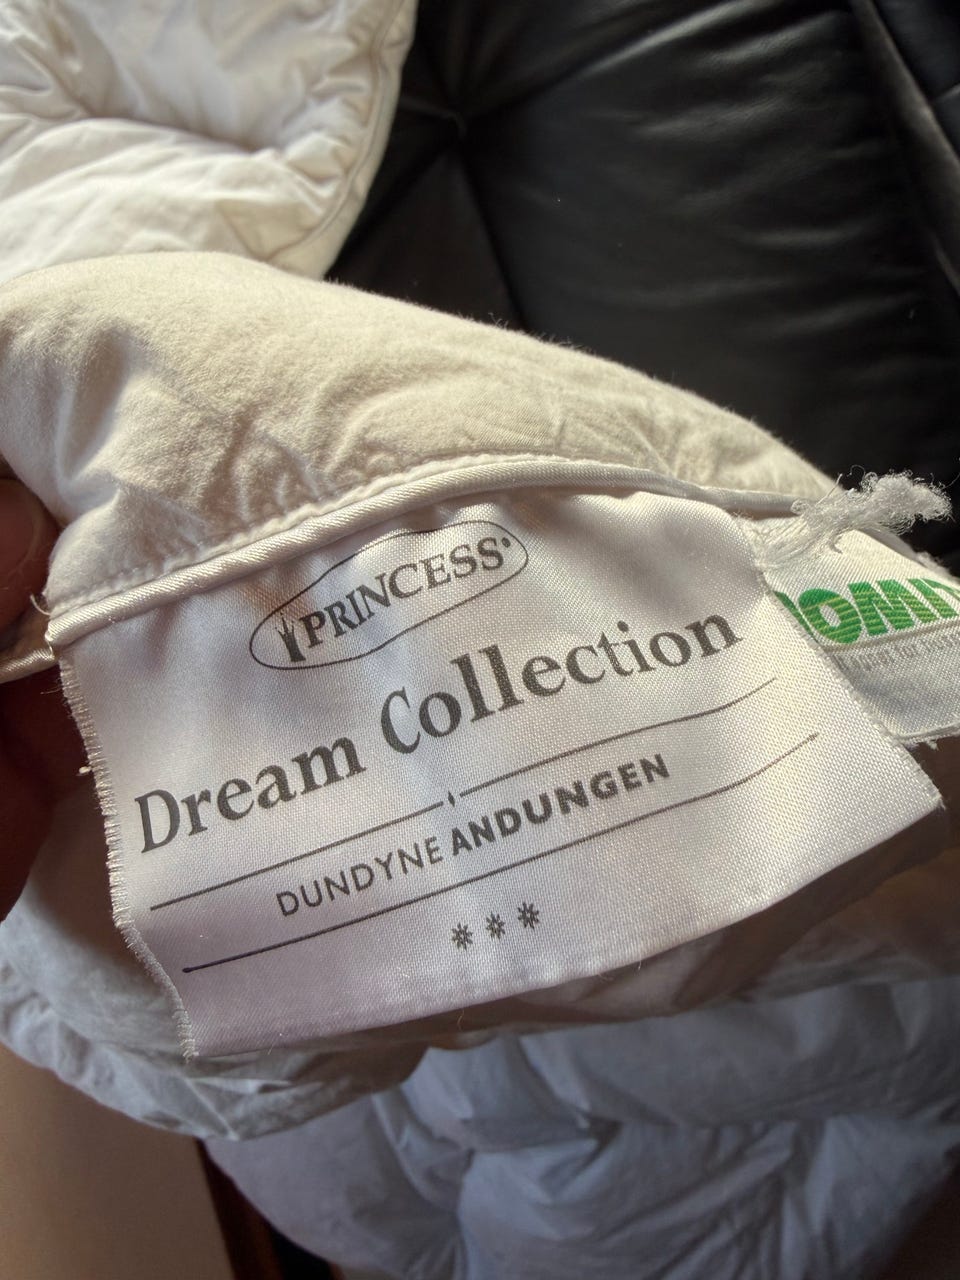 PRINCESS®
Dream Collection
DUNDYNE ANDUNGEN
***